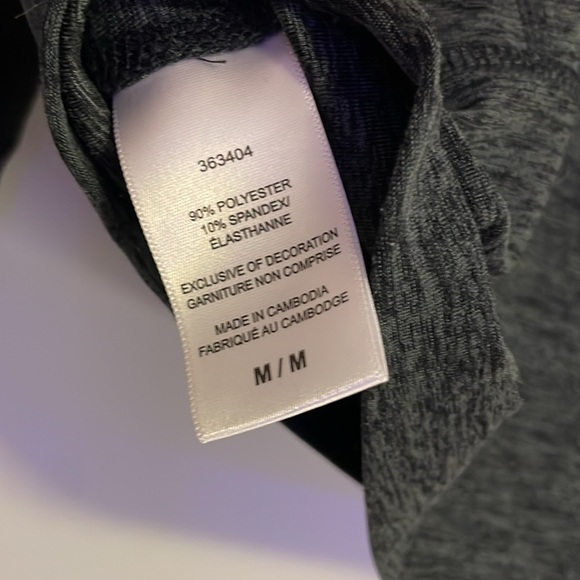 363404
90% POLYESTER
10% SPANDEX/
ÉLASTHANNE
EXCLUSIVE OF DECORATION
GARNITURE NON COMPRISE
MADE IN CAMBODIA
FABRIQUÉ AU CAMBODGE
M / M